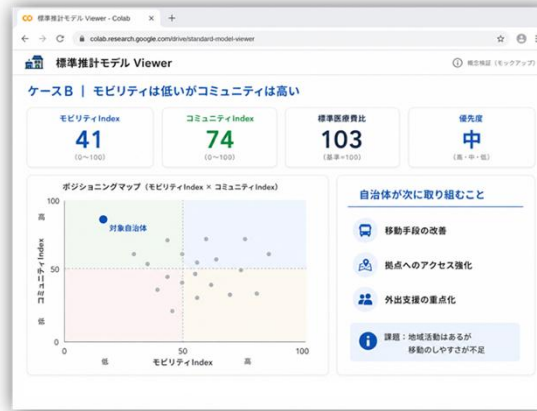 標準推計モデル Viewer - Colab
colab.research.google.com/drive/standard-model-viewer
標準推計モデル Viewer
概念検証（モックアップ）
ケースB | モビリティは低いがコミュニティは高い
モビリティIndex
41
（0〜100）
コミュニティIndex
74
（0〜100）
標準医療費比
103
（基準=100）
優先度
中
（高・中・低）
ポジショニングマップ（モビリティIndex × コミュニティIndex）
100
高
対象自治体
コミュニティIndex
50
低
0
0
50
100
低
モビリティIndex
高
自治体が次に取り組むこと
移動手段の改善
拠点へのアクセス強化
外出支援の重点化
課題：地域活動はあるが
移動のしやすさが不足